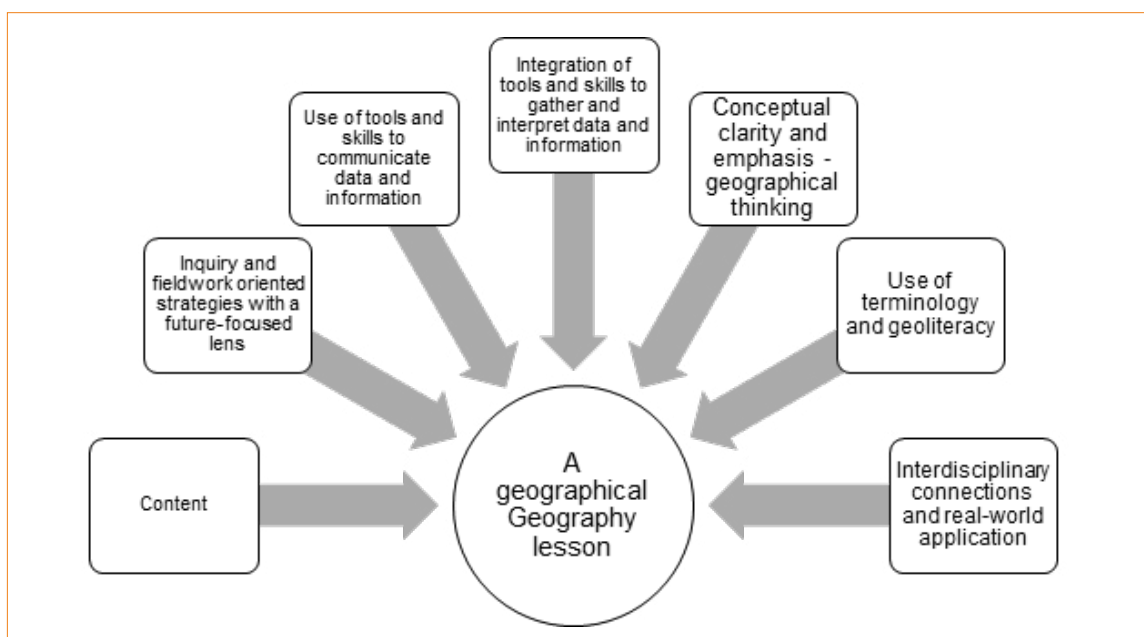 Content
Inquiry and
fieldwork oriented
strategies with a
future-focused
lens
Use of tools and
skills to
communicate
data and
information
Integration of
tools and skills to
gather and
interpret data and
information
Conceptual
clarity and
emphasis -
geographical
thinking
Use of
terminology
and geoliteracy
Interdisciplinary
connections
and real-world
application
A
geographical
Geography
lesson